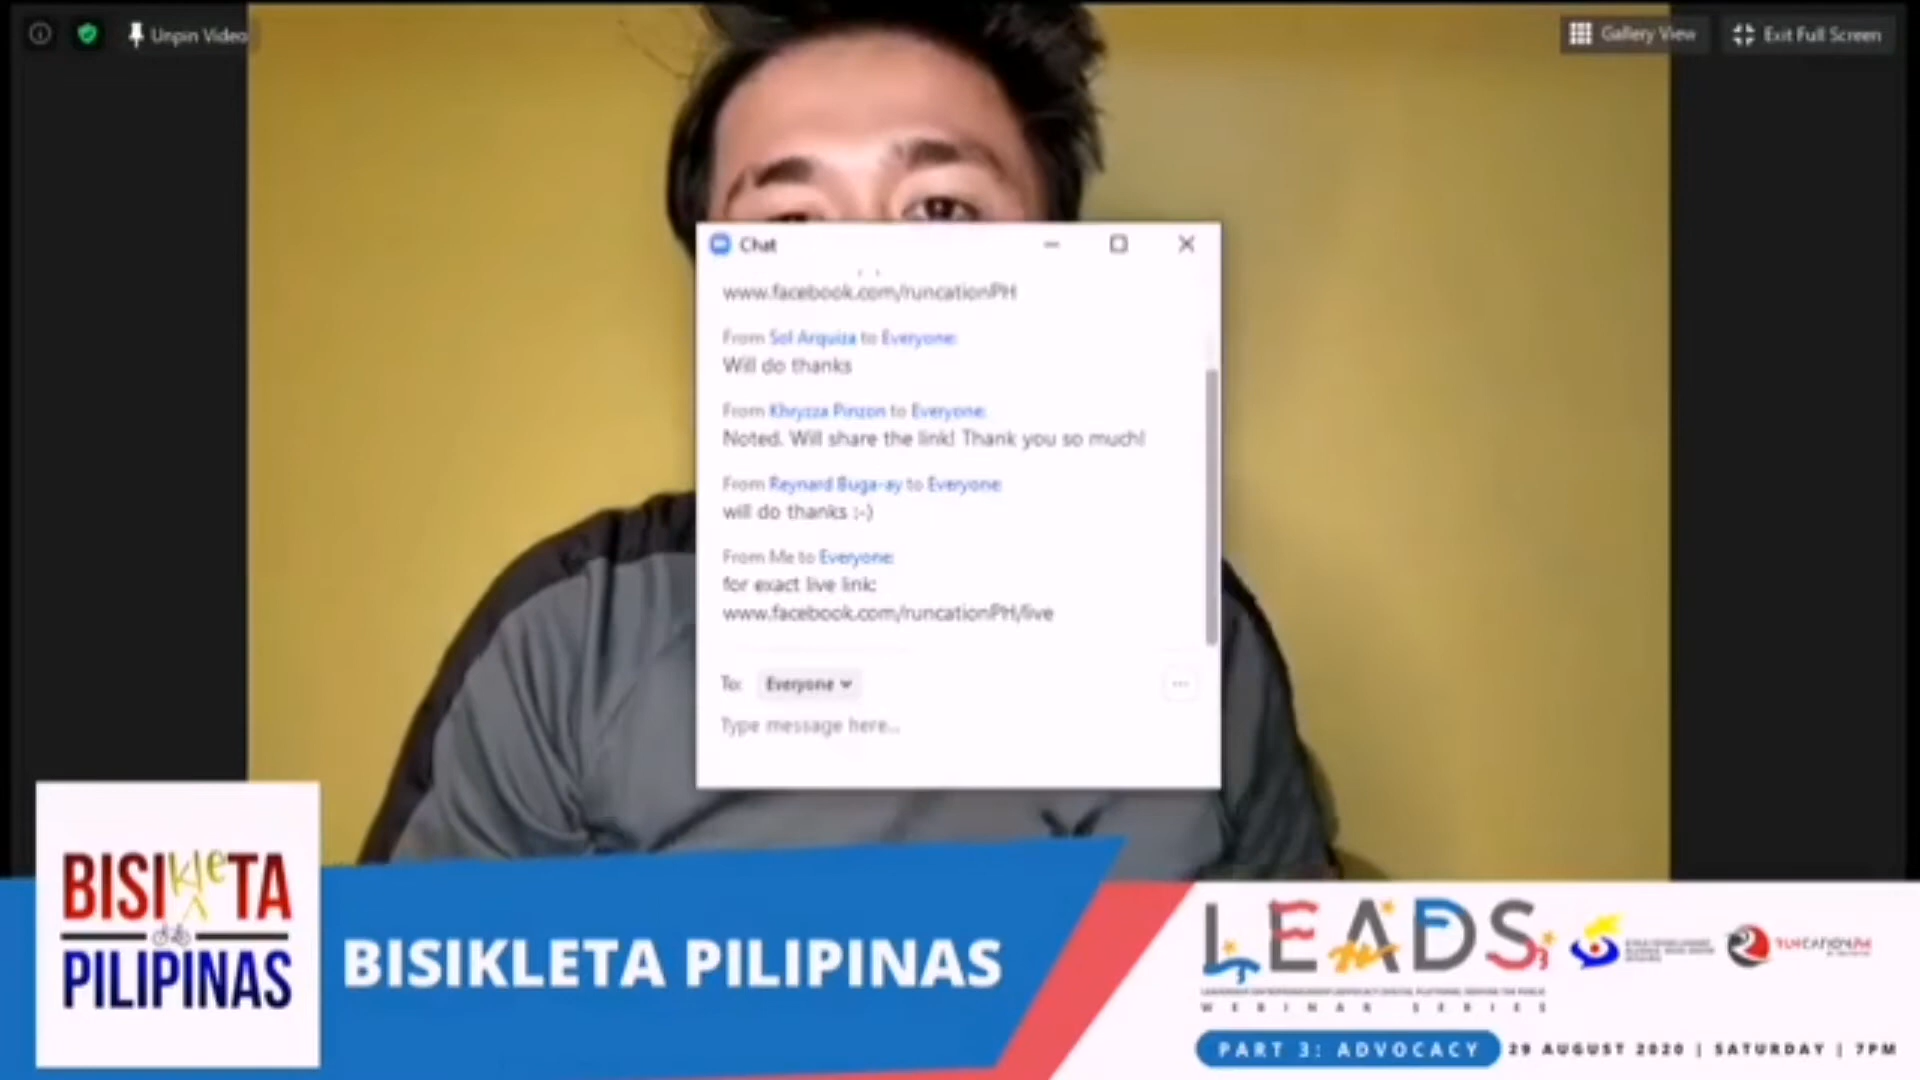 Unpin Video
Gallery View
Exit Full Screen
Chat
www.facebook.com/runcationPH
From Sol Arquiza to Everyone:
Will do thanks
From Khryzza Pinzon to Everyone:
Noted. Will share the link! Thank you so much!
From Reynard Buga-ay to Everyone:
will do thanks :-)
From Me to Everyone:
for exact live link:
www.facebook.com/runcationPH/live
To: Everyone
Type message here...
BISIkleTA
PILIPINAS
BISIKLETA PILIPINAS
LEADS
WEBINAR SERIES
RUNCATIONPH
PART 3: ADVOCACY
29 AUGUST 2020 | SATURDAY | 7PM